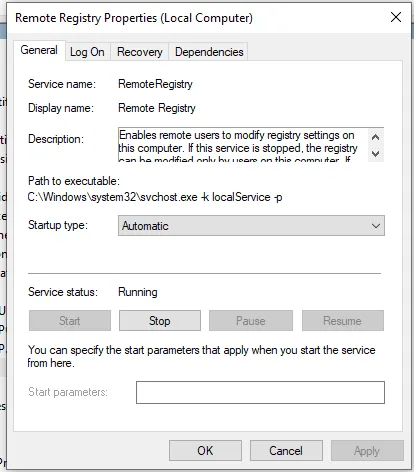 Remote Registry Properties (Local Computer)
General Log On Recovery Dependencies
Service name: RemoteRegistry
Display name: Remote Registry
Description: Enables remote users to modify registry settings on
this computer. If this service is stopped, the registry
can be modified only by users on this computer. If
Path to executable:
C:\Windows\system32\svchost.exe -k localService -p
Startup type: Automatic
Service status: Running
Start Stop Pause Resume
You can specify the start parameters that apply when you start the service
from here.
Start parameters:
OK Cancel Apply